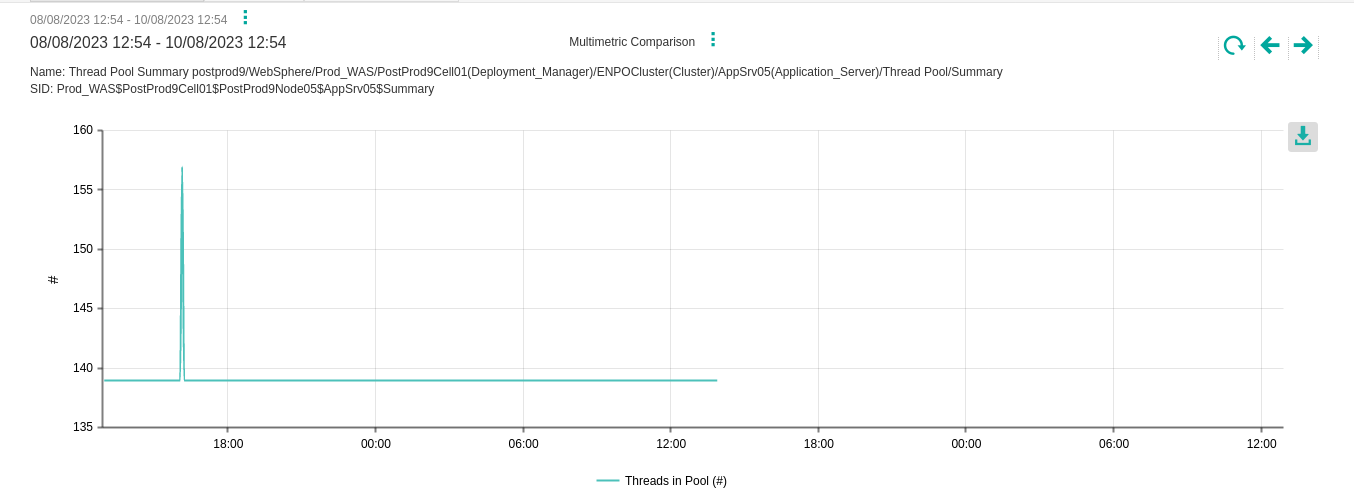 08/08/2023 12:54 - 10/08/2023 12:54
08/08/2023 12:54 - 10/08/2023 12:54
Multimetric Comparison
Name: Thread Pool Summary postprod9/WebSphere/Prod_WAS/PostProd9Cell01(Deployment_Manager)/ENPOCluster(Cluster)/AppSrv05(Application_Server)/Thread Pool/Summary
SID: Prod_WAS$PostProd9Cell01$PostProd9Node05$AppSrv05$Summary
160
155
150
#
145
140
135
18:00 00:00 06:00 12:00 18:00 00:00 06:00 12:00
Threads in Pool (#)